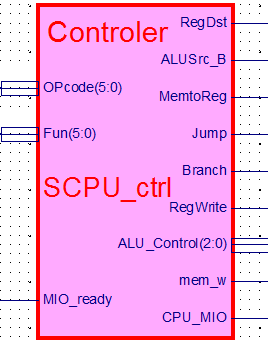 Controler
RegDst
ALUSrc_B
OPcode(5:0)
MemtoReg
Fun(5:0)
Jump
Branch
SCPU_ctrl
RegWrite
ALU_Control(2:0)
mem_w
MIO_ready
CPU_MIO